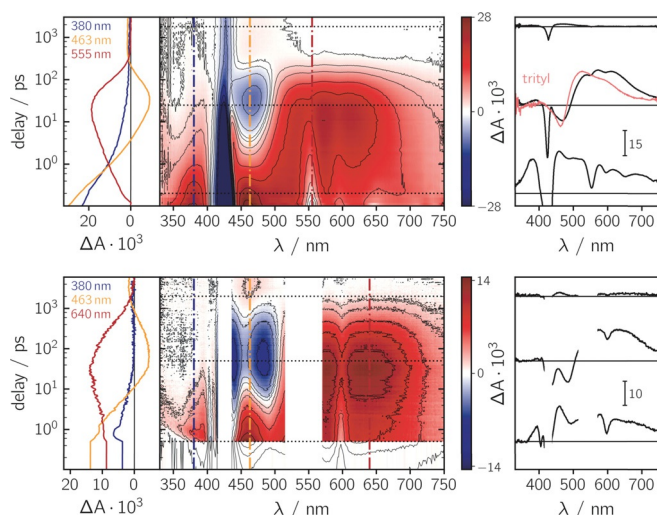 380 nm
463 nm
555 nm
trityl
15
delay / ps
10³
10²
10¹
10⁰
20 10 0
ΔA · 10³
350 400 450 500 550 600 650 700 750
λ / nm
28
0
−28
ΔA · 10³
400 500 600 700
λ / nm
380 nm
463 nm
640 nm
10
delay / ps
10³
10²
10¹
10⁰
20 10 0
ΔA · 10³
350 400 450 500 550 600 650 700 750
λ / nm
14
0
−14
ΔA · 10³
400 500 600 700
λ / nm